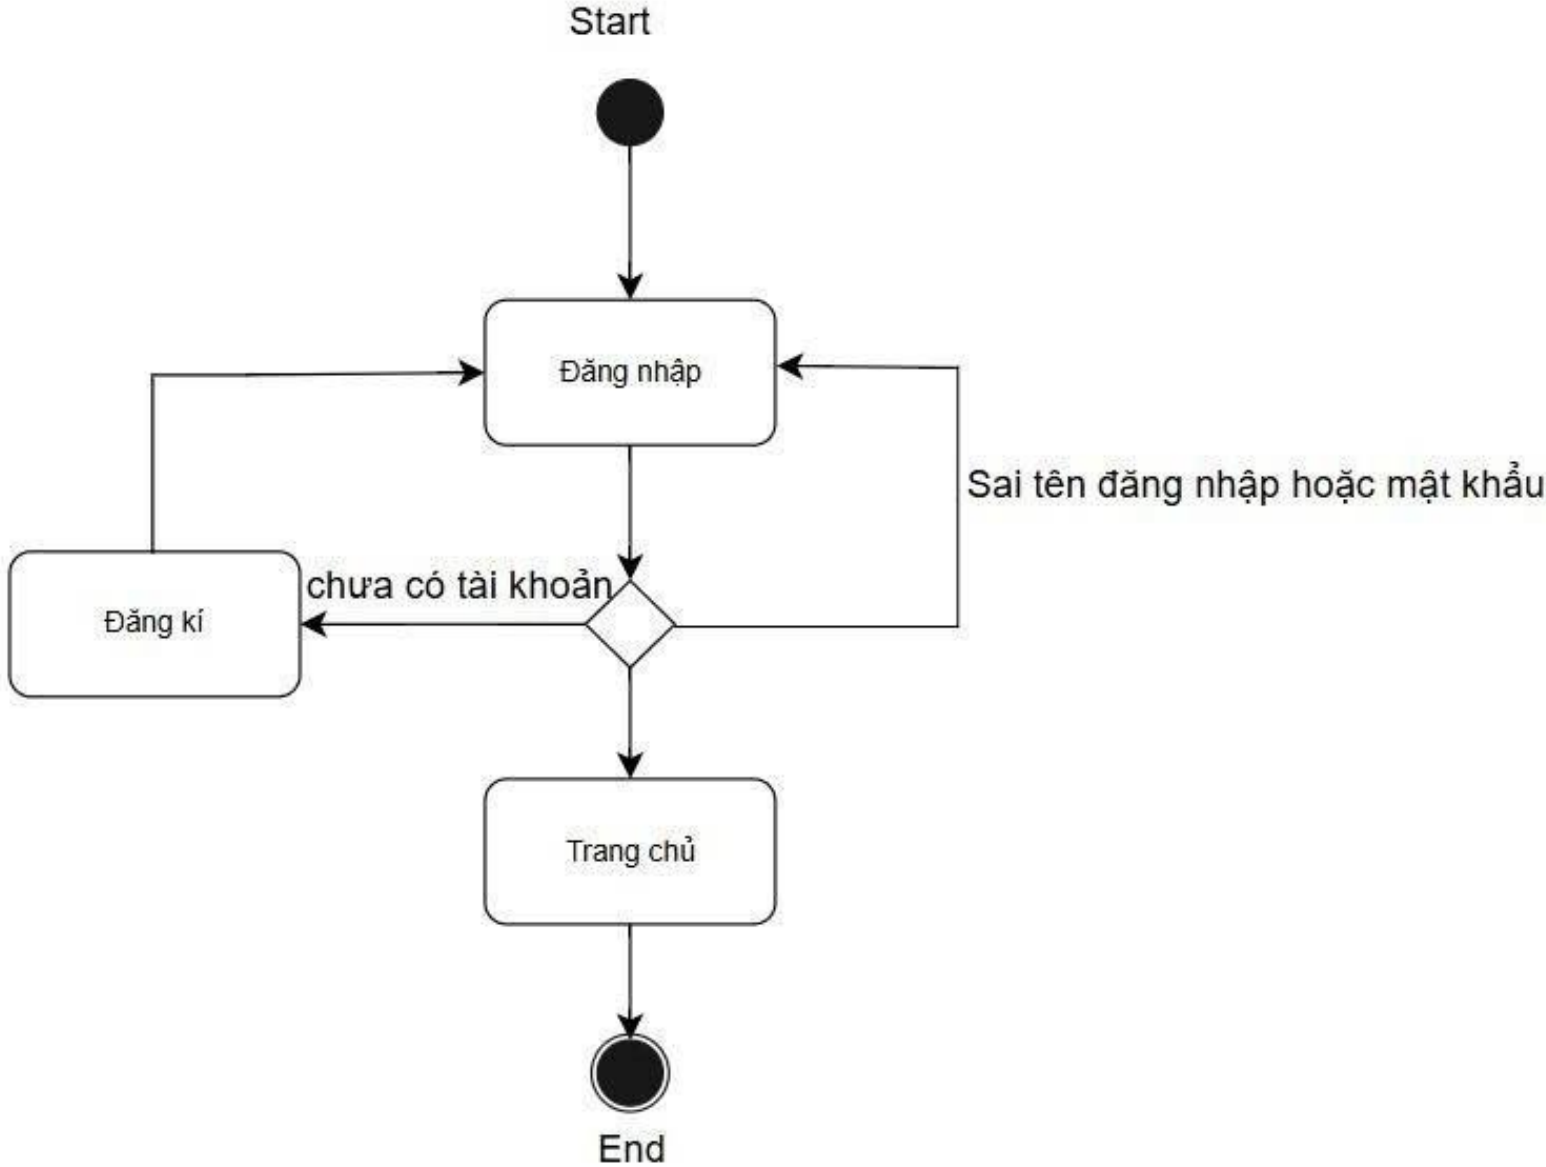 Start
Đăng nhập
Sai tên đăng nhập hoặc mật khẩu
chưa có tài khoản
Đăng kí
Trang chủ
End